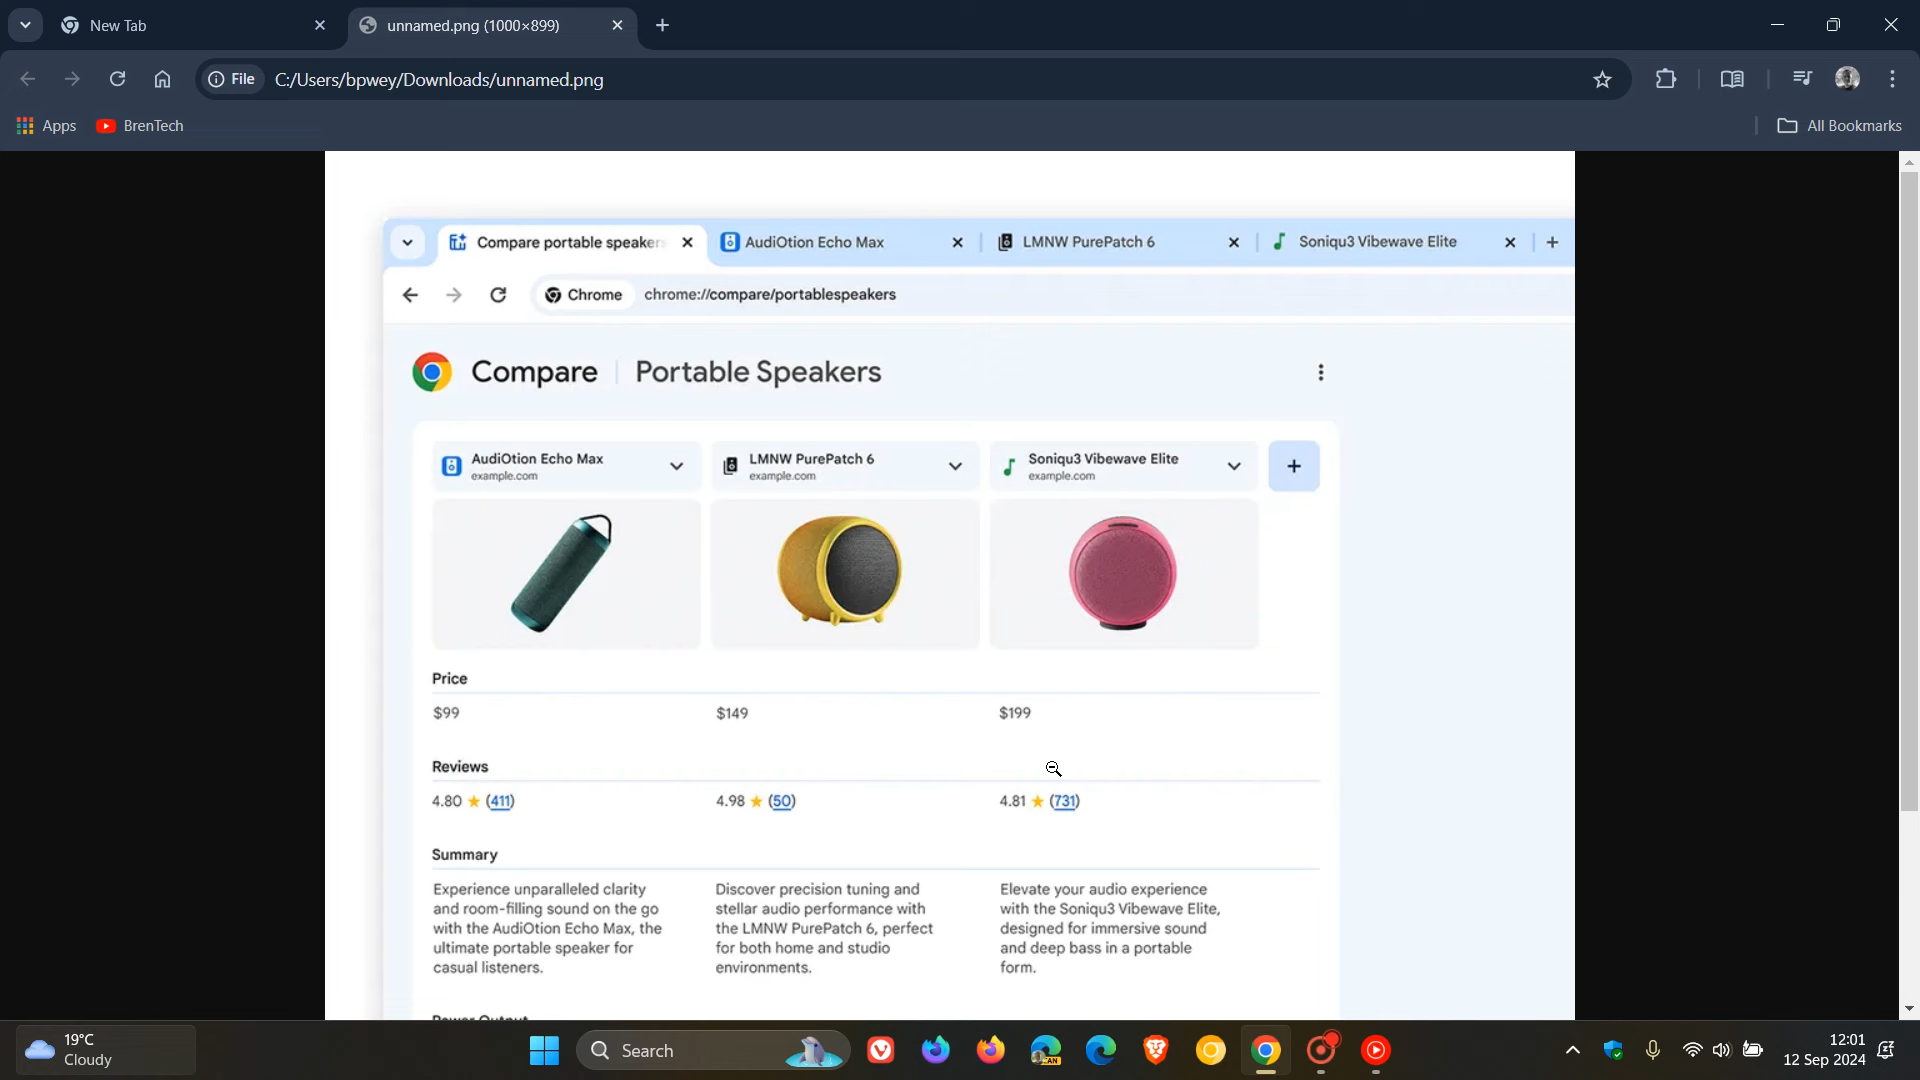 New Tab
unnamed.png (1000×899)
File
C:/Users/bpwey/Downloads/unnamed.png
Apps
BrenTech
All Bookmarks
Compare portable speaker
AudiOtion Echo Max
LMNW PurePatch 6
Soniqu3 Vibewave Elite
Chrome
chrome://compare/portablespeakers
Compare
Portable Speakers
AudiOtion Echo Max
example.com
LMNW PurePatch 6
example.com
Soniqu3 Vibewave Elite
example.com
Price
$99
$149
$199
Reviews
4.80 ★ (411)
4.98 ★ (50)
4.81 ★ (731)
Summary
Experience unparalleled clarity
and room-filling sound on the go
with the AudiOtion Echo Max, the
ultimate portable speaker for
casual listeners.
Discover precision tuning and
stellar audio performance with
the LMNW PurePatch 6, perfect
for both home and studio
environments.
Elevate your audio experience
with the Soniqu3 Vibewave Elite,
designed for immersive sound
and deep bass in a portable
form.
Power Output
19°C
Cloudy
Search
CAN
12:01
12 Sep 2024